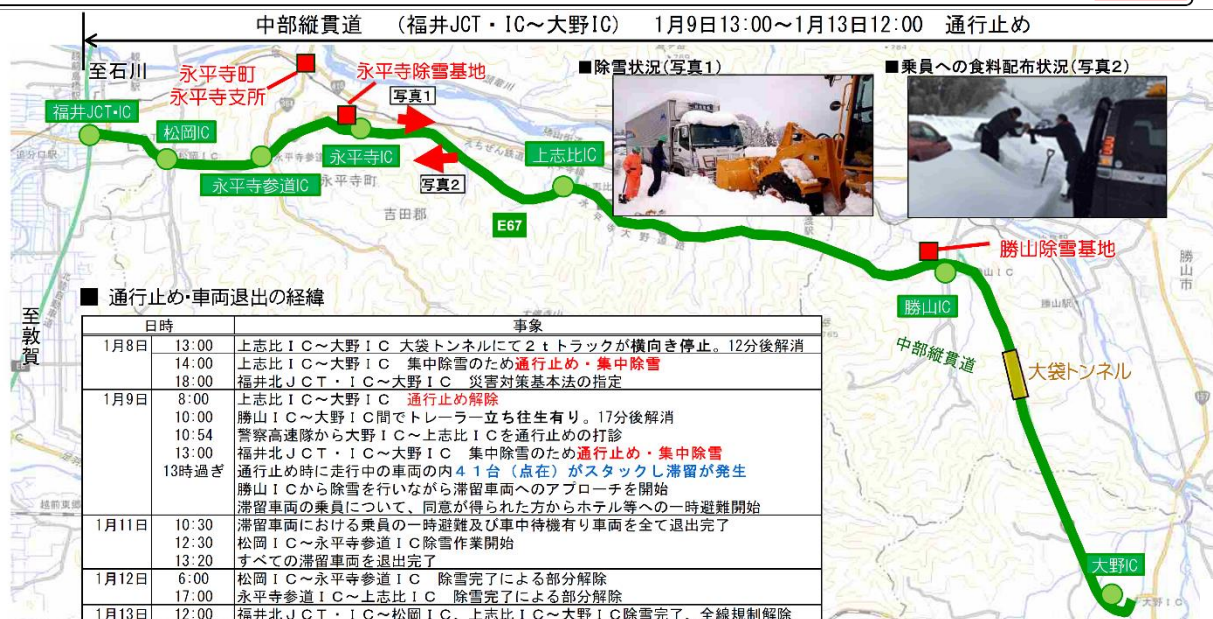 中部縦貫道　(福井JCT・IC～大野IC)　1月9日13:00～1月13日12:00　通行止め
至石川
永平寺町
永平寺支所
永平寺除雪基地
■除雪状況(写真1)
■乗員への食料配布状況(写真2)
写真1
福井JCT・IC
松岡IC
永平寺IC
上志比IC
永平寺参道IC
写真2
永平寺町
吉田郡
E67
えちぜん鉄道
勝山除雪基地
勝山市
勝山IC
勝山駅
中部縦貫道
大袋トンネル
至敦賀
大野IC
大野IC
■ 通行止め・車両退出の経緯
日時 事象
1月8日 13:00 上志比ＩＣ～大野ＩＣ 大袋トンネルにて２ｔトラックが横向き停止。12分後解消
14:00 上志比ＩＣ～大野ＩＣ 集中除雪のため通行止め・集中除雪
18:00 福井北ＪＣＴ・ＩＣ～大野ＩＣ 災害対策基本法の指定
1月9日 8:00 上志比ＩＣ～大野ＩＣ 通行止め解除
10:00 勝山ＩＣ～大野ＩＣ間でトレーラー立ち往生有り。17分後解消
10:54 警察高速隊から大野ＩＣ～上志比ＩＣを通行止めの打診
13:00 福井北ＪＣＴ・ＩＣ～大野ＩＣ 集中除雪のため通行止め・集中除雪
13時過ぎ 通行止め時に走行中の車両の内４１台（点在）がスタックし滞留が発生
勝山ＩＣから除雪を行いながら滞留車両へのアプローチを開始
滞留車両の乗員について、同意が得られた方からホテル等への一時避難開始
1月11日 10:30 滞留車両における乗員の一時避難及び車中待機有り車両を全て退出完了
12:30 松岡ＩＣ～永平寺参道ＩＣ除雪作業開始
13:20 すべての滞留車両を退出完了
1月12日 6:00 松岡ＩＣ～永平寺参道ＩＣ 除雪完了による部分解除
17:00 永平寺参道ＩＣ～上志比ＩＣ 除雪完了による部分解除
1月13日 12:00 福井北ＪＣＴ・ＩＣ～松岡ＩＣ、上志比ＩＣ～大野ＩＣ除雪完了、全線規制解除